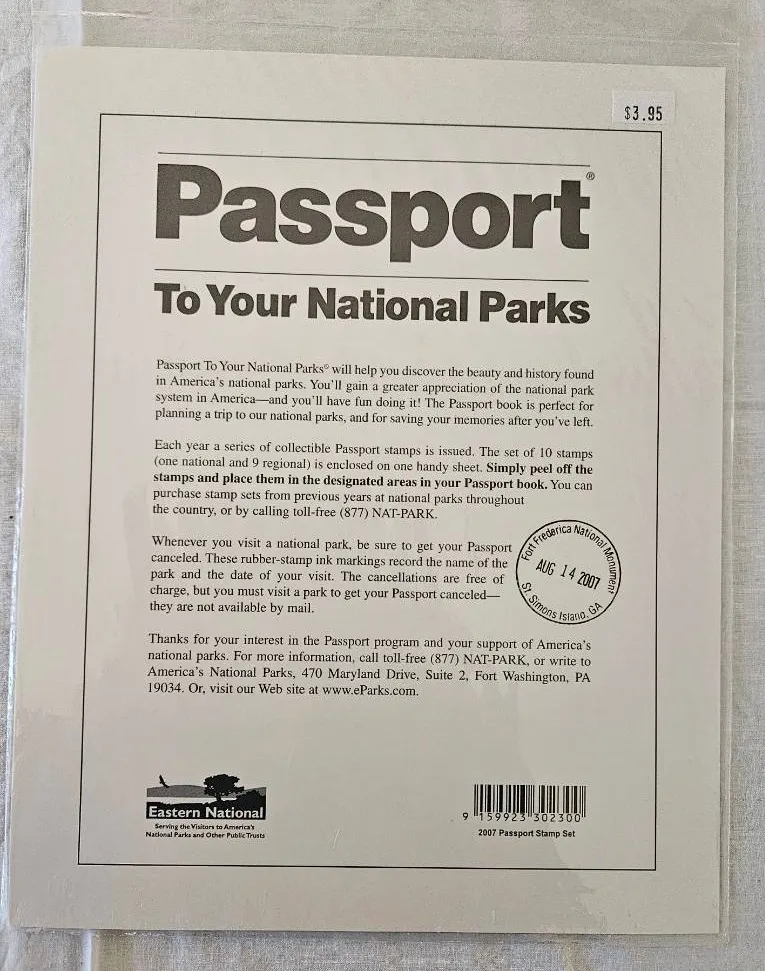 $3.95
Passport®
To Your National Parks
Passport To Your National Parks® will help you discover the beauty and history found
in America's national parks. You'll gain a greater appreciation of the national park
system in America—and you'll have fun doing it! The Passport book is perfect for
planning a trip to our national parks, and for saving your memories after you've left.
Each year a series of collectible Passport stamps is issued. The set of 10 stamps
(one national and 9 regional) is enclosed on one handy sheet. Simply peel off the
stamps and place them in the designated areas in your Passport book. You can
purchase stamp sets from previous years at national parks throughout
the country, or by calling toll-free (877) NAT-PARK.
Whenever you visit a national park, be sure to get your Passport
canceled. These rubber-stamp ink markings record the name of the
park and the date of your visit. The cancellations are free of
charge, but you must visit a park to get your Passport canceled—
they are not available by mail.
Fort Frederica National Monument
AUG 14 2007
St. Simons Island, GA
Thanks for your interest in the Passport program and your support of America's
national parks. For more information, call toll-free (877) NAT-PARK, or write to
America's National Parks, 470 Maryland Drive, Suite 2, Fort Washington, PA
19034. Or, visit our Web site at www.eParks.com.
Eastern National
Serving the Visitors to America's
National Parks and Other Public Trusts
9 159923 302300
2007 Passport Stamp Set